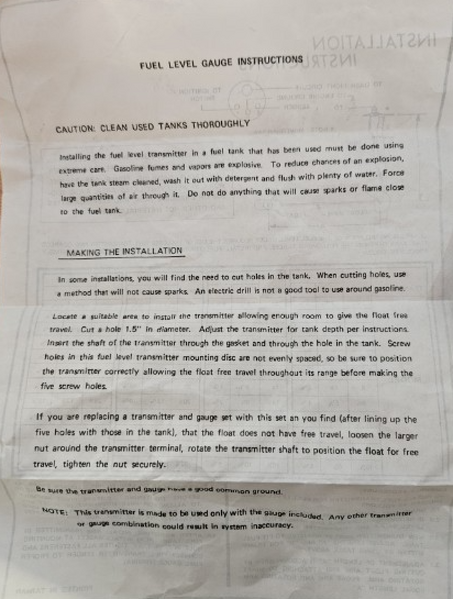 FUEL LEVEL GAUGE INSTRUCTIONS
CAUTION: CLEAN USED TANKS THOROUGHLY
Installing the fuel level transmitter in a fuel tank that has been used must be done using
extreme care. Gasoline fumes and vapors are explosive. To reduce chances of an explosion,
have the tank steam cleaned, wash it out with detergent and flush with plenty of water. Force
large quantities of air through it. Do not do anything that will cause sparks or flame close
to the fuel tank.
MAKING THE INSTALLATION
In some installations, you will find the need to cut holes in the tank. When cutting holes, use
a method that will not cause sparks. An electric drill is not a good tool to use around gasoline.
Locate a suitable area to install the transmitter allowing enough room to give the float free
travel. Cut a hole 1.5" in diameter. Adjust the transmitter for tank depth per instructions.
Insert the shaft of the transmitter through the gasket and through the hole in the tank. Screw
holes in this fuel level transmitter mounting disc are not evenly spaced, so be sure to position
the transmitter correctly allowing the float free travel throughout its range before making the
five screw holes.
If you are replacing a transmitter and gauge set with this set an you find (after lining up the
five holes with those in the tank), that the float does not have free travel, loosen the larger
nut around the transmitter terminal, rotate the transmitter shaft to position the float for free
travel, tighten the nut securely.
Be sure the transmitter and gauge have a good common ground.
NOTE: This transmitter is made to be used only with the gauge included. Any other transmitter
or gauge combination could result in system inaccuracy.